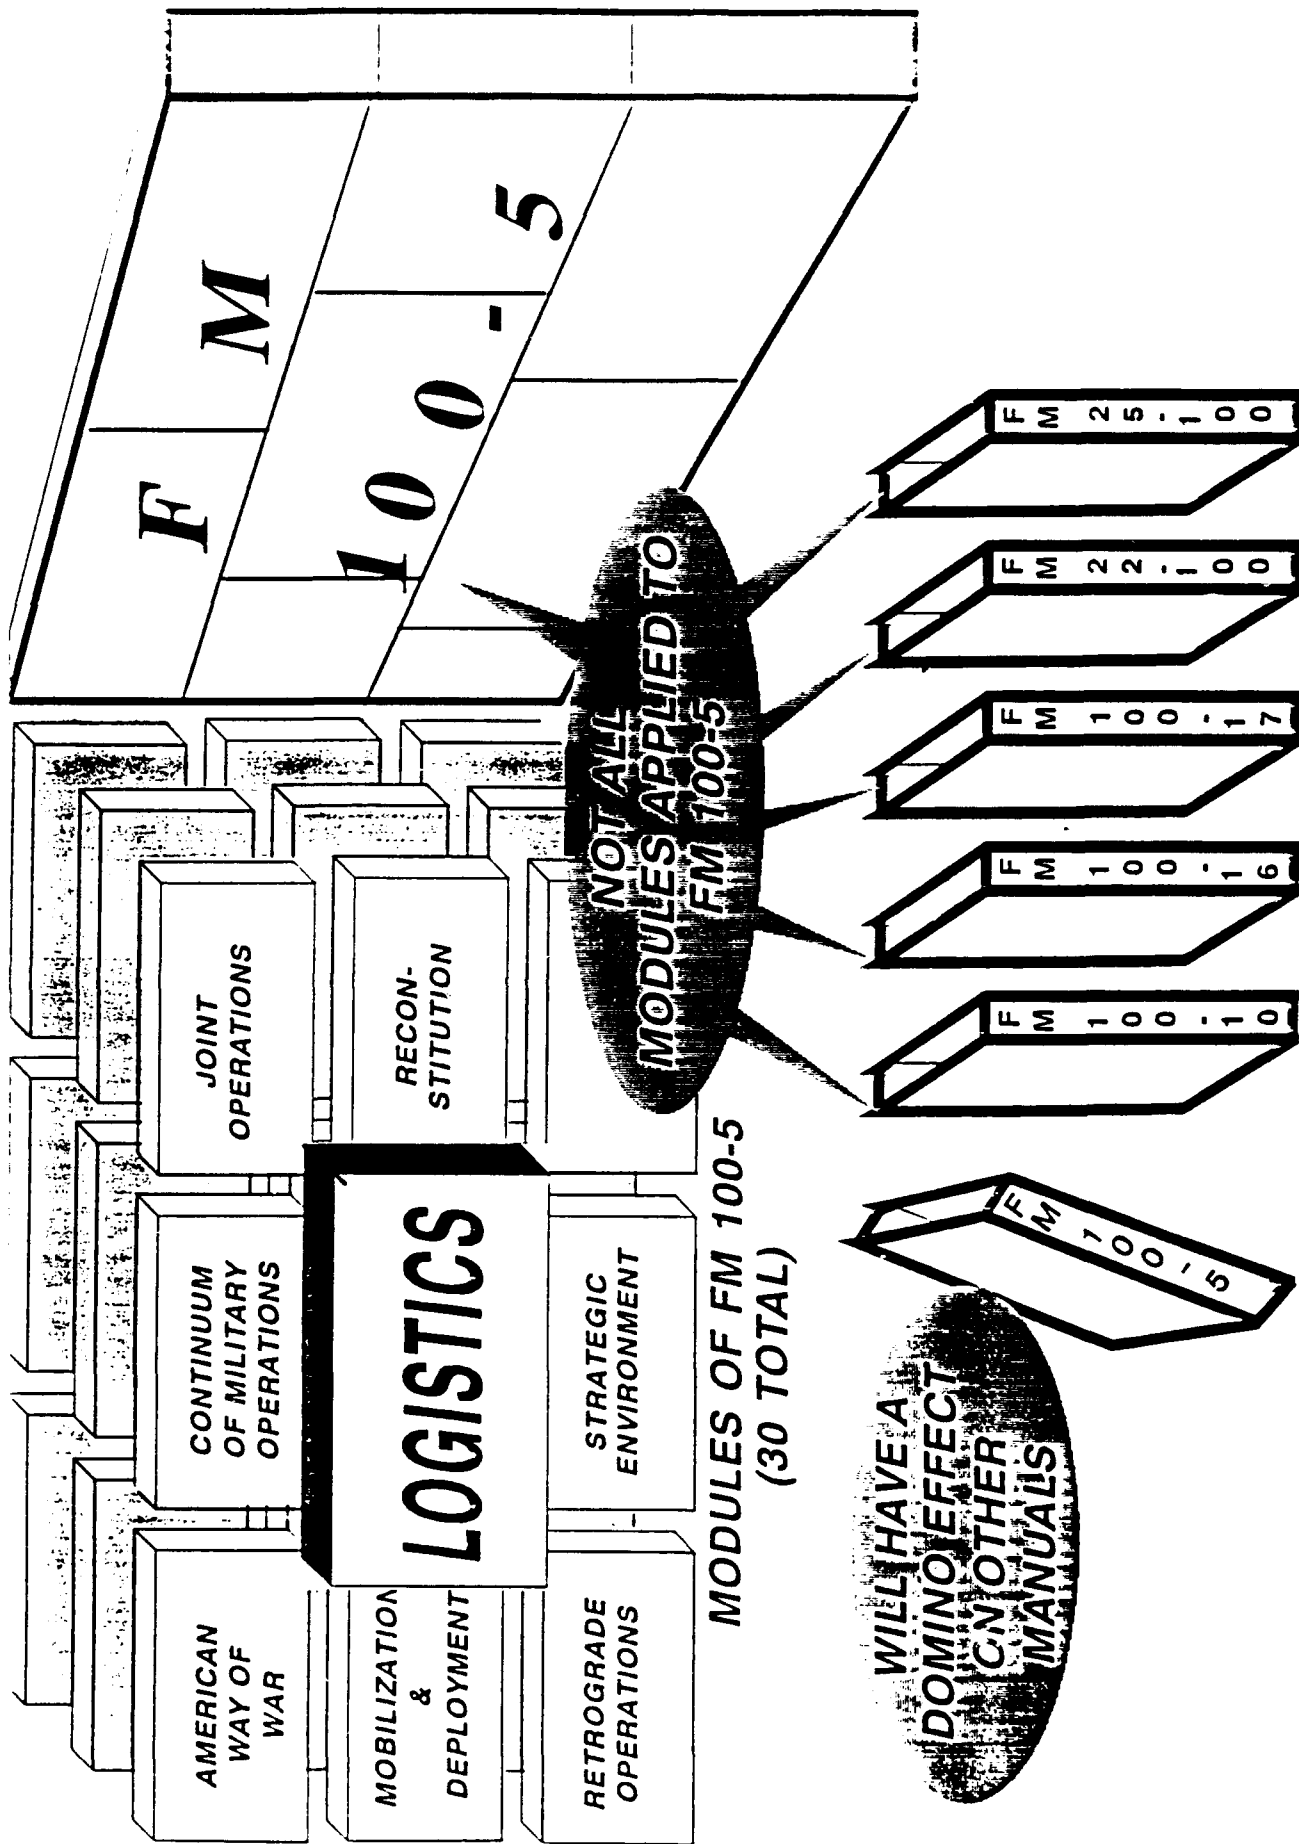 AMERICAN
WAY OF
WAR
CONTINUUM
OF MILITARY
OPERATIONS
JOINT
OPERATIONS
MOBILIZATION
&
DEPLOYMENT
LOGISTICS
RECON-
STITUTION
RETROGRADE
OPERATIONS
STRATEGIC
ENVIRONMENT
F M
100-5
MODULES OF FM 100-5
(30 TOTAL)
NOT ALL
MODULES APPLIED TO
FM 100-5
WILL HAVE A
DOMINO EFFECT
ON OTHER
MANUALS
FM 100-5
FM 100-10
FM 100-16
FM 100-17
FM 22-100
FM 25-100